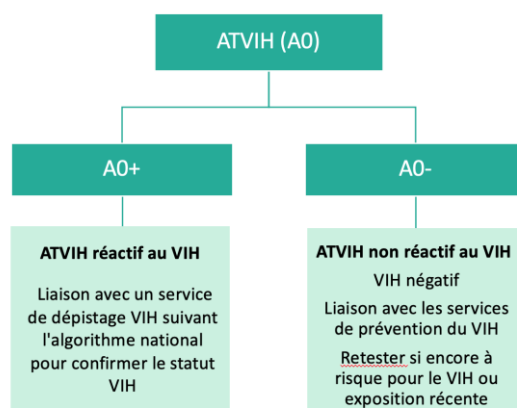 ATVIH (A0)
A0+
A0-
ATVIH réactif au VIH
Liaison avec un service
de dépistage VIH suivant
l'algorithme national
pour confirmer le statut
VIH
ATVIH non réactif au VIH
VIH négatif
Liaison avec les services
de prévention du VIH
Retester si encore à
risque pour le VIH ou
exposition récente